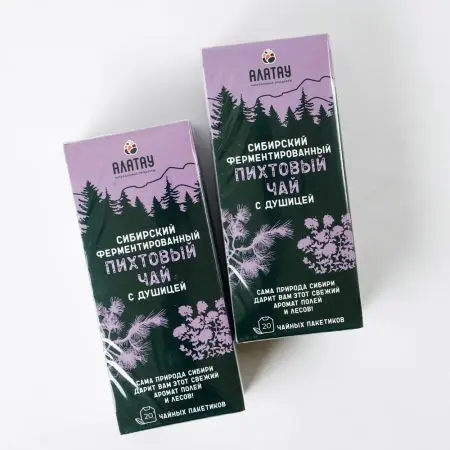 АЛАТАУ
СИБИРСКИЙ
ФЕРМЕНТИРОВАННЫЙ
ПИХТОВЫЙ
ЧАЙ
С ДУШИЦЕЙ
САМА ПРИРОДА СИБИРИ
ДАРИТ ВАМ ЭТОТ СВЕЖИЙ
АРОМАТ ПОЛЕЙ
И ЛЕСОВ!
20 ЧАЙНЫХ ПАКЕТИКОВ
АЛАТАУ
СИБИРСКИЙ
ФЕРМЕНТИРОВАННЫЙ
ПИХТОВЫЙ
ЧАЙ
С ДУШИЦЕЙ
САМА ПРИРОДА СИБИРИ
ДАРИТ ВАМ ЭТОТ СВЕЖИЙ
АРОМАТ ПОЛЕЙ
И ЛЕСОВ!
20 ЧАЙНЫХ ПАКЕТИКОВ